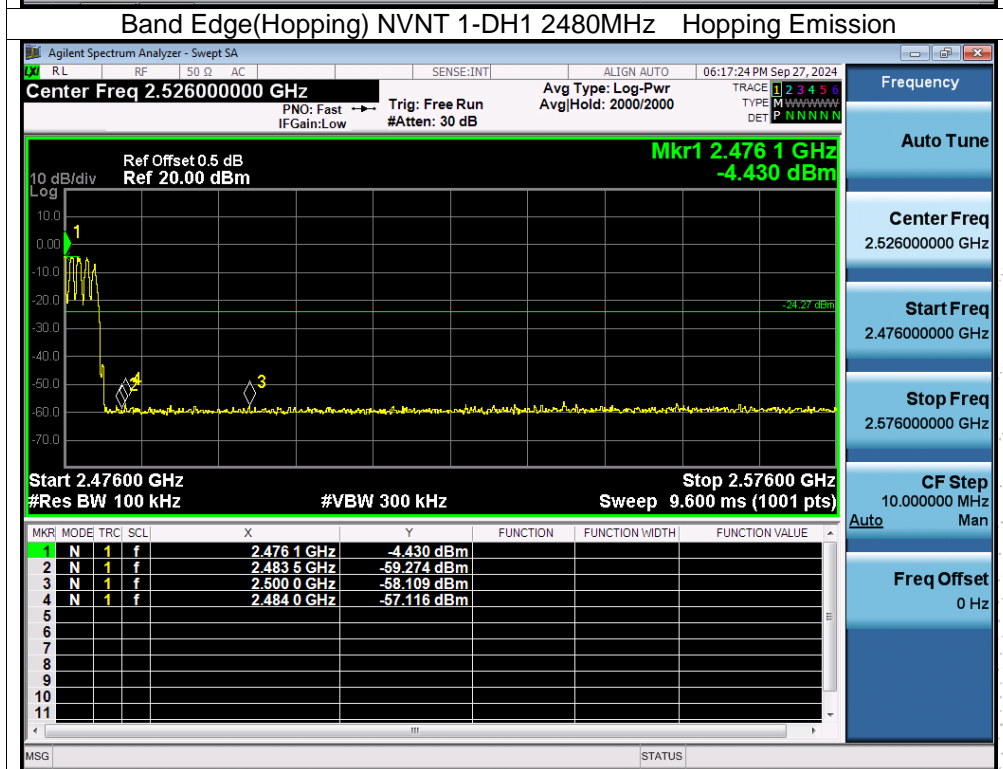 Band Edge(Hopping) NVNT 1-DH1 2480MHz Hopping Emission
Agilent Spectrum Analyzer - Swept SA
LXI RL RF 50 Ω AC SENSE:INT ALIGN AUTO 06:17:24 PM Sep 27, 2024
Center Freq 2.526000000 GHz
PNO: Fast
IFGain:Low
Trig: Free Run
#Atten: 30 dB
Avg Type: Log-Pwr
Avg|Hold: 2000/2000
TRACE 1 2 3 4 5 6
TYPE M WWWWW
DET P N N N N N
Ref Offset 0.5 dB
10 dB/div Ref 20.00 dBm
Log
Mkr1 2.476 1 GHz
-4.430 dBm
10.0
0.00
-10.0
-20.0
-30.0
-40.0
-50.0
-60.0
-70.0
1
2
4
3
-24.27 dBm
Start 2.47600 GHz Stop 2.57600 GHz
#Res BW 100 kHz #VBW 300 kHz Sweep 9.600 ms (1001 pts)
MKR MODE TRC SCL X Y FUNCTION FUNCTION WIDTH FUNCTION VALUE
1 N 1 f 2.476 1 GHz -4.430 dBm
2 N 1 f 2.483 5 GHz -59.274 dBm
3 N 1 f 2.500 0 GHz -58.109 dBm
4 N 1 f 2.484 0 GHz -57.116 dBm
5
6
7
8
9
10
11
MSG STATUS
Frequency
Auto Tune
Center Freq
2.526000000 GHz
Start Freq
2.476000000 GHz
Stop Freq
2.576000000 GHz
CF Step
10.000000 MHz
Auto Man
Freq Offset
0 Hz